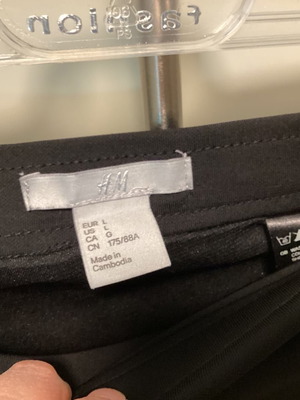 fashion
H&M
EUR L
US L
CA G
CN 175/88A
Made in
Cambodia